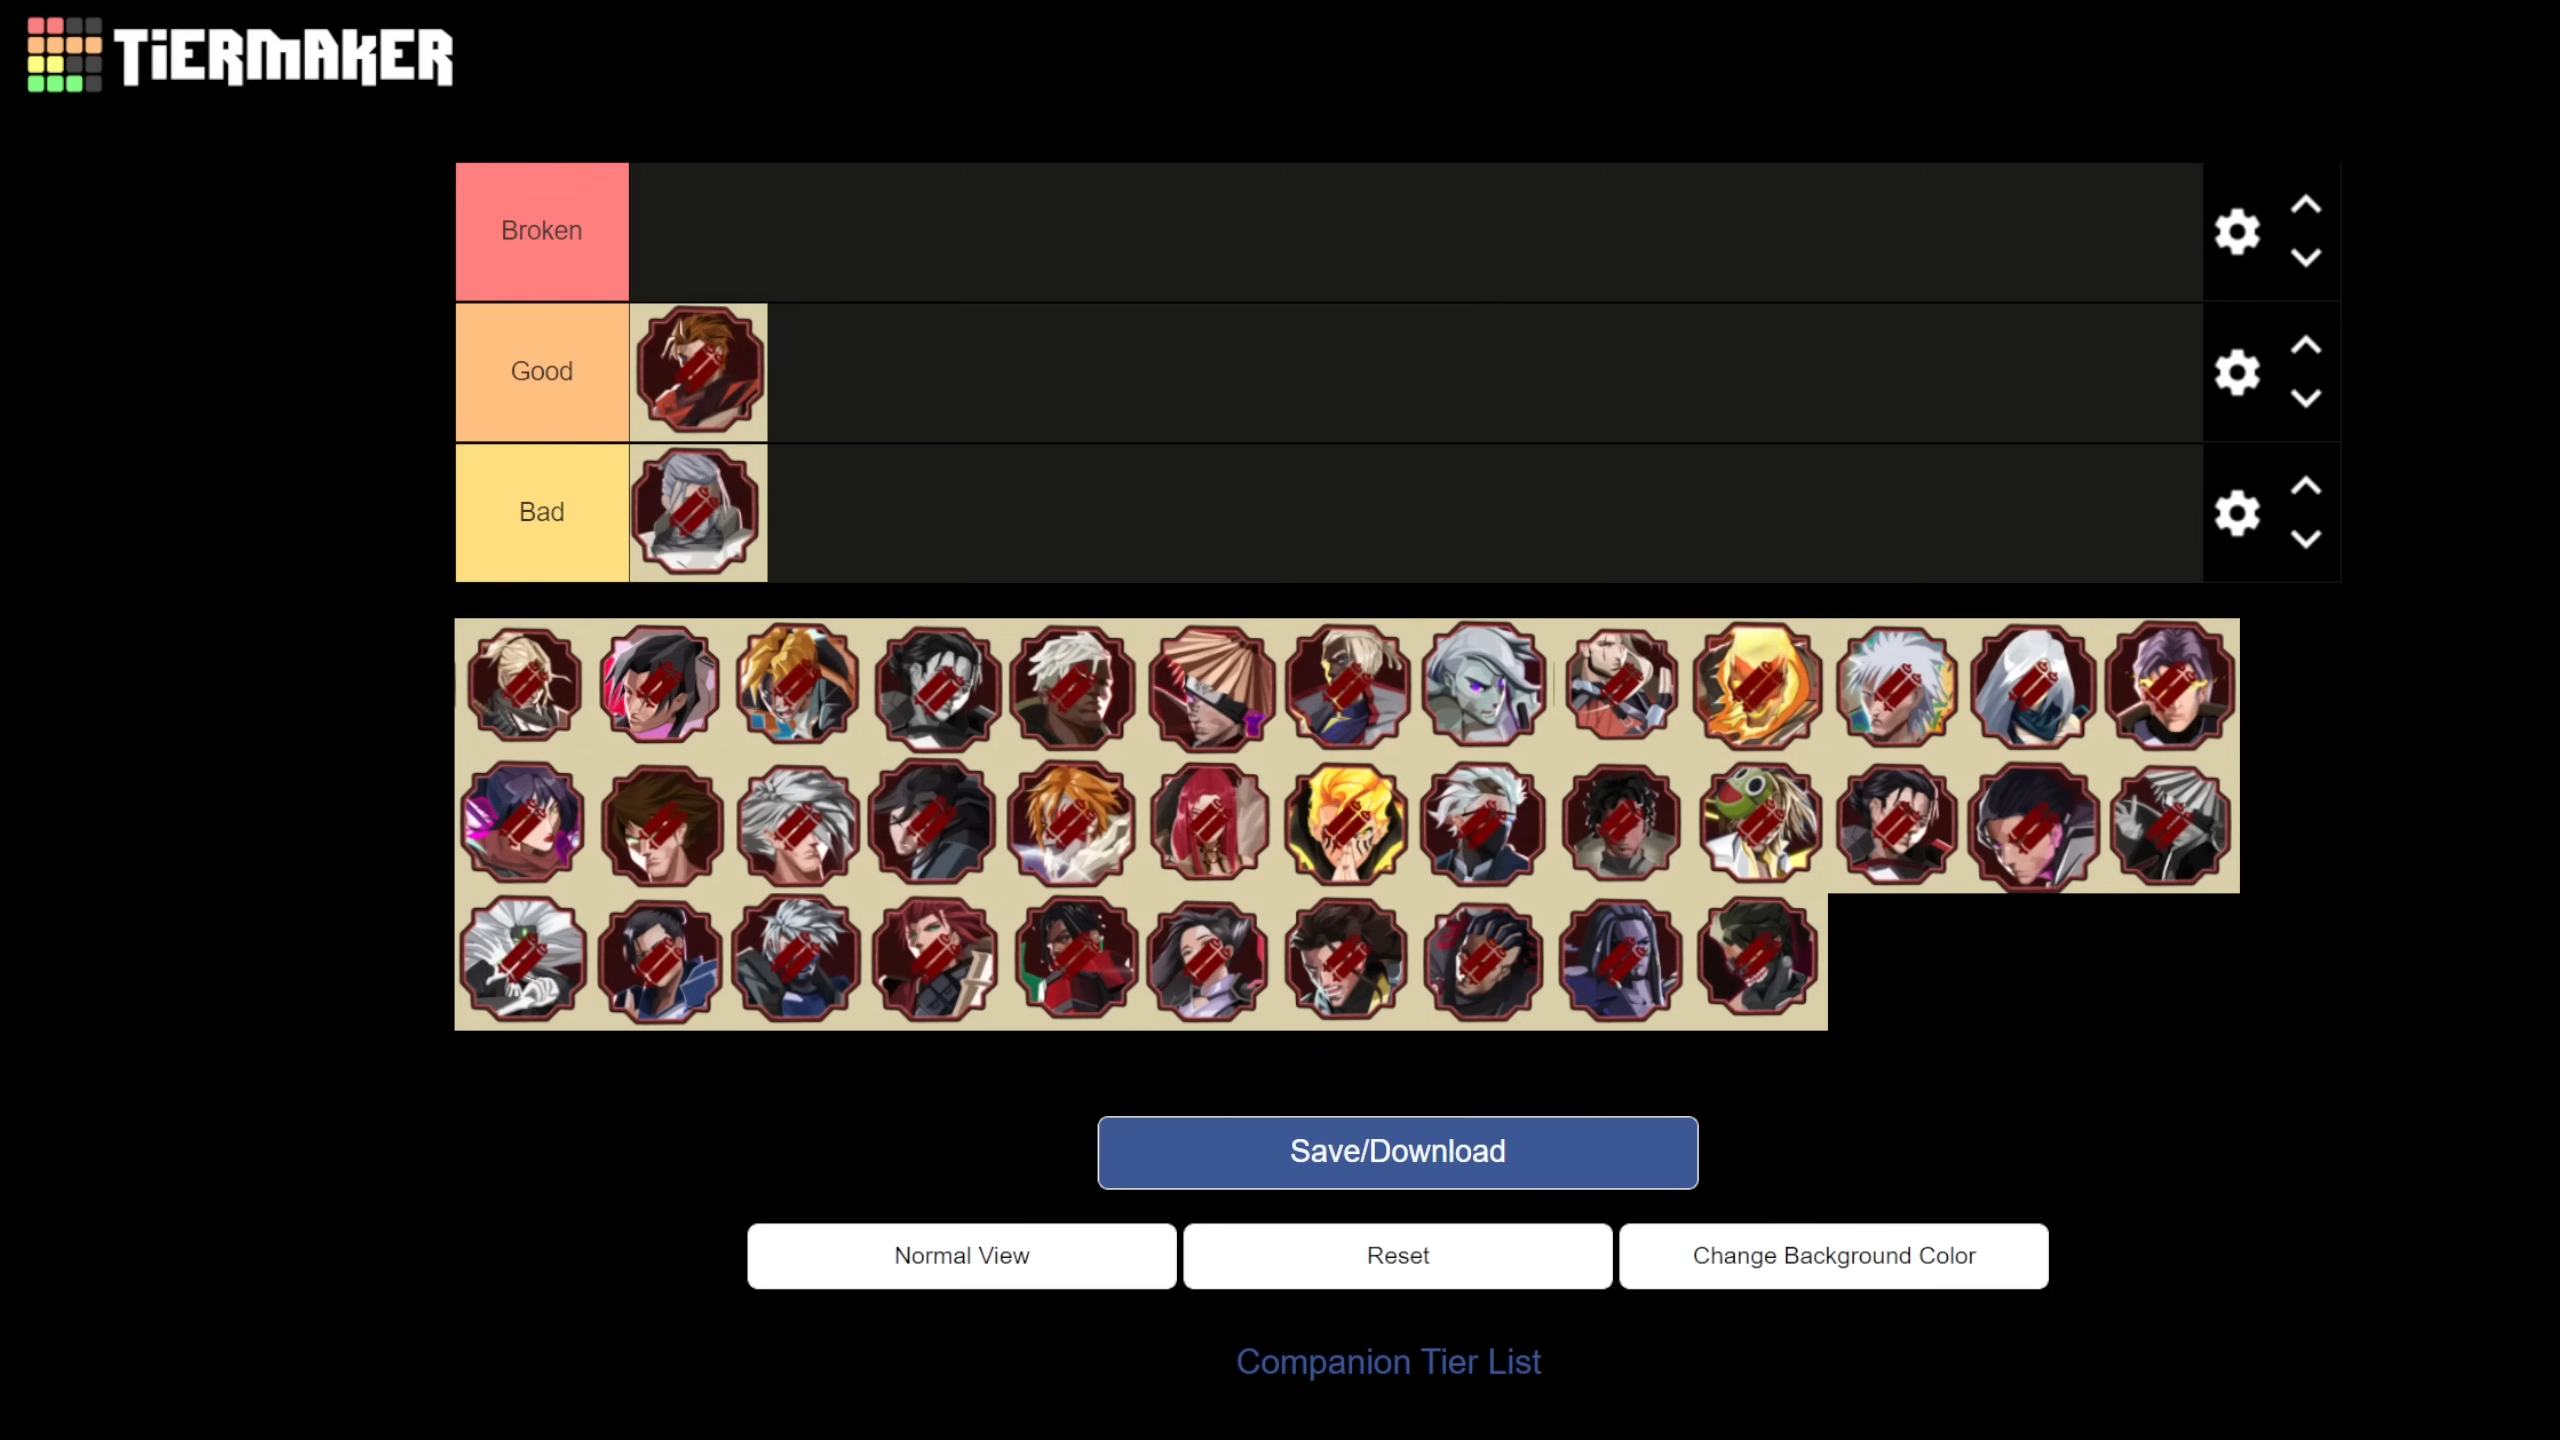 TiERMAKER
Broken
Good
Bad
Save/Download
Normal View
Reset
Change Background Color
Companion Tier List